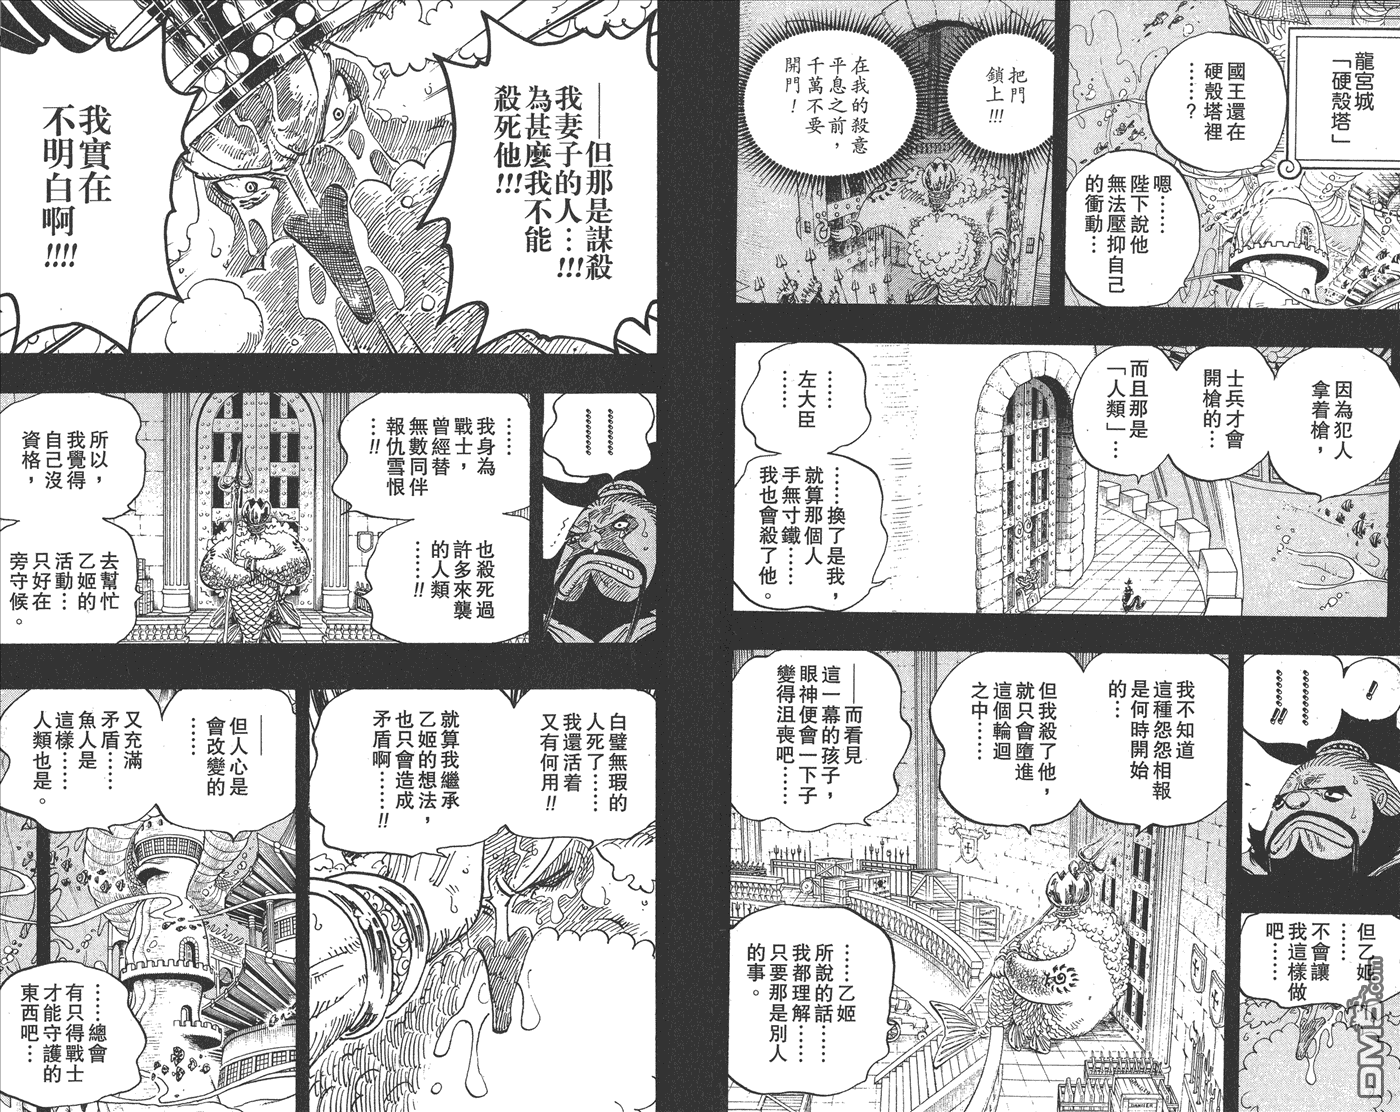 龍宮城
「硬殼塔」
國王還在
硬殼塔裡
……?
嗯……
陛下說他
無法壓抑自己
的衝動…
把門
鎖上!!!
在我的殺意
平息之前，
千萬不要
開門！
因為犯人
拿着槍，
士兵才會
開槍的…
而且那是
「人類」…
……
左大臣
……
……換了是我，
就算那個人
手無寸鐵……
我也會殺了他。
!
………!!
………!!
但乙姬
……
不會讓
我這樣做
吧……
我不知道
這種怨怨相報
是何時開始
的…
但我殺了他，
就只會墮進
這個輪迴
之中…
——而看見
這一幕的孩子，
眼神便會一下子
變得沮喪吧…
……乙姬
所說的話……
我都理解……
只要那是別人
的事。
DANGER
——但那是謀殺
我妻子的人…!!!
為甚麼我不能
殺死他!!!
我實在
不明白啊!!!!
………
………
……
我身為
戰士，
曾經替
無數同伴
報仇雪恨
…!!
也殺死過
許多來襲
的人類
…!!
所以，
我覺得
自己沒
資格，
去幫忙
乙姬的
活動…
只好在
旁守候。
白璧無瑕的
人死了……
我還活着
又有何用!!
就算我繼承
乙姬的想法，
也只會造成
矛盾啊……!!
——
但人心是
會改變的
……
又充滿
矛盾……
魚人是
這樣……
人類也是。
……總會
有只得戰士
才能守護的
東西吧…
DM5.com